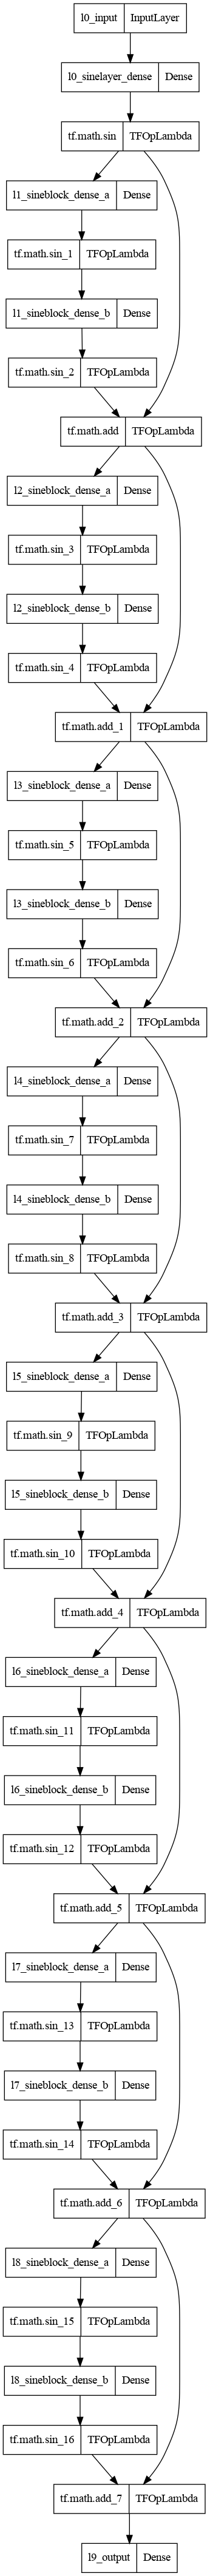 l0_input InputLayer
l0_sinelayer_dense Dense
tf.math.sin TFOpLambda
l1_sineblock_dense_a Dense
tf.math.sin_1 TFOpLambda
l1_sineblock_dense_b Dense
tf.math.sin_2 TFOpLambda
tf.math.add TFOpLambda
l2_sineblock_dense_a Dense
tf.math.sin_3 TFOpLambda
l2_sineblock_dense_b Dense
tf.math.sin_4 TFOpLambda
tf.math.add_1 TFOpLambda
l3_sineblock_dense_a Dense
tf.math.sin_5 TFOpLambda
l3_sineblock_dense_b Dense
tf.math.sin_6 TFOpLambda
tf.math.add_2 TFOpLambda
l4_sineblock_dense_a Dense
tf.math.sin_7 TFOpLambda
l4_sineblock_dense_b Dense
tf.math.sin_8 TFOpLambda
tf.math.add_3 TFOpLambda
l5_sineblock_dense_a Dense
tf.math.sin_9 TFOpLambda
l5_sineblock_dense_b Dense
tf.math.sin_10 TFOpLambda
tf.math.add_4 TFOpLambda
l6_sineblock_dense_a Dense
tf.math.sin_11 TFOpLambda
l6_sineblock_dense_b Dense
tf.math.sin_12 TFOpLambda
tf.math.add_5 TFOpLambda
l7_sineblock_dense_a Dense
tf.math.sin_13 TFOpLambda
l7_sineblock_dense_b Dense
tf.math.sin_14 TFOpLambda
tf.math.add_6 TFOpLambda
l8_sineblock_dense_a Dense
tf.math.sin_15 TFOpLambda
l8_sineblock_dense_b Dense
tf.math.sin_16 TFOpLambda
tf.math.add_7 TFOpLambda
l9_output Dense